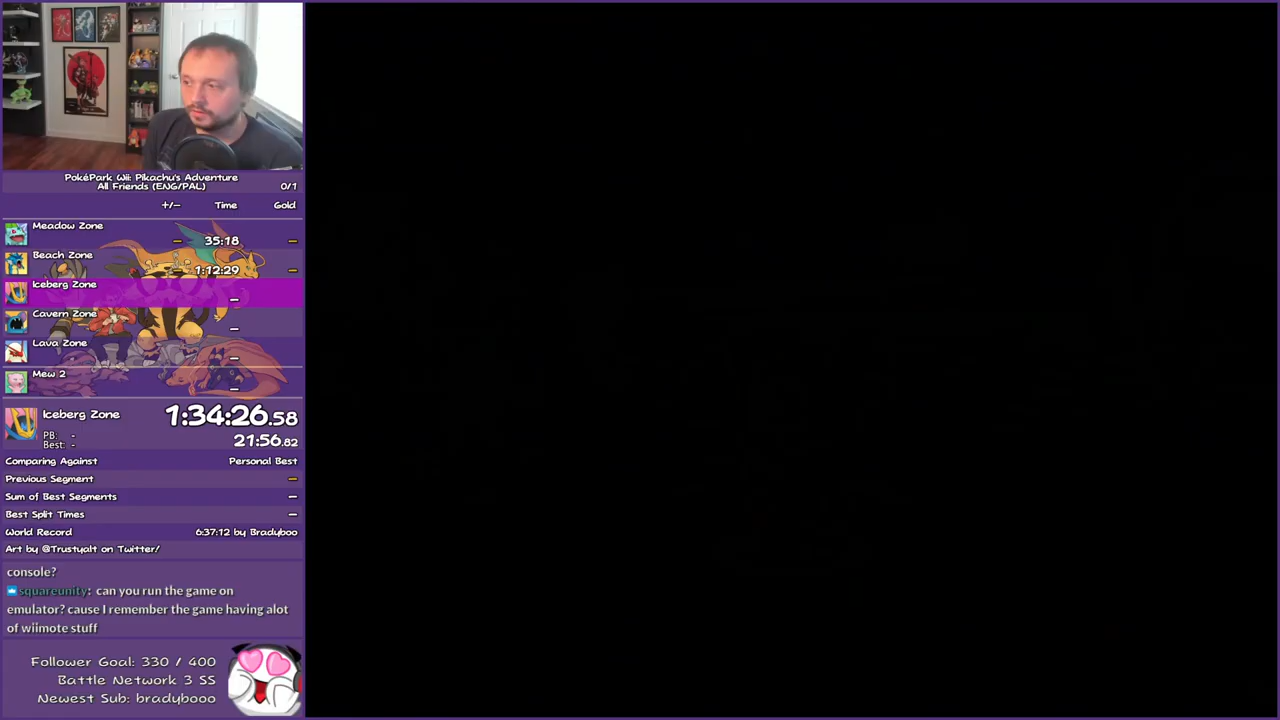 PokéPark Wii: Pikachu's Adventure
All Friends (ENG/PAL) 0/1
+/- Time Gold
Meadow Zone
— 35:18 —
Beach Zone
— 1:12:29 —
Iceberg Zone
—
Cavern Zone
—
Lava Zone
—
Mew 2
—
Iceberg Zone 1:34:26.58
PB: -
Best: - 21:56.82
Comparing Against Personal Best
Previous Segment —
Sum of Best Segments —
Best Split Times —
World Record 6:37:12 by Bradyboo
Art by @Trustyalt on Twitter/
console?
squareunity: can you run the game on
emulator? cause I remember the game having alot
of wiimote stuff
Follower Goal: 330 / 400
Battle Network 3 SS
Newest Sub: bradybooo